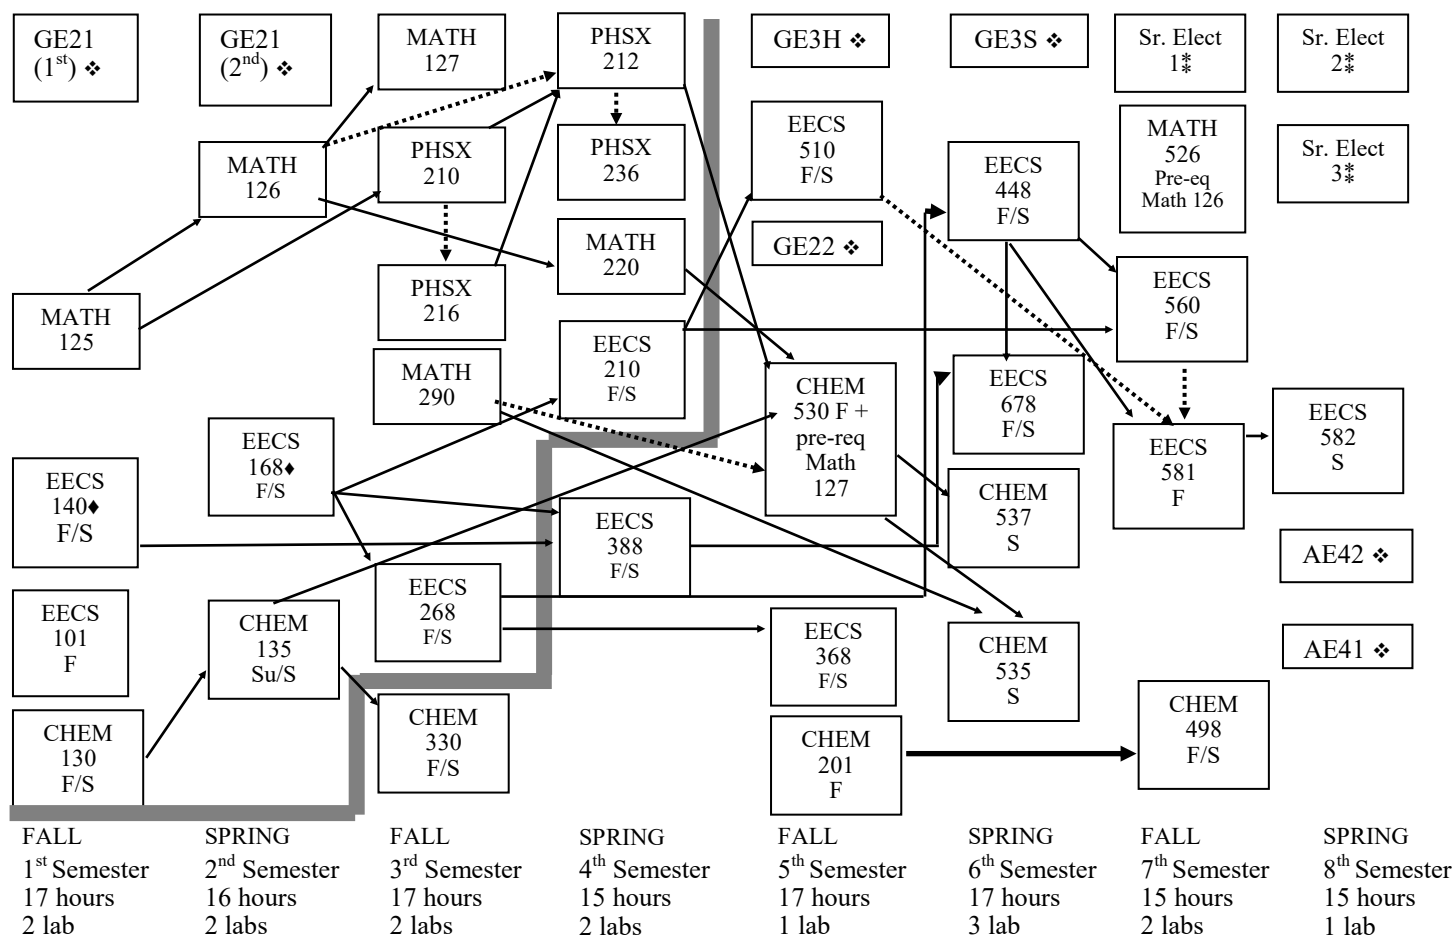 GE21
(1st) ❖
GE21
(2nd) ❖
MATH
127
PHSX
212
GE3H ❖
GE3S ❖
Sr. Elect
1⁑
Sr. Elect
2⁑
MATH
126
PHSX
210
PHSX
236
EECS
510
F/S
EECS
448
F/S
MATH
526
Pre-eq
Math 126
Sr. Elect
3⁑
MATH
125
PHSX
216
MATH
220
GE22 ❖
EECS
560
F/S
MATH
290
EECS
210
F/S
CHEM
530 F +
pre-req
Math
127
EECS
678
F/S
EECS
582
S
EECS
140♦
F/S
EECS
168♦
F/S
EECS
388
F/S
CHEM
537
S
EECS
581
F
AE42 ❖
EECS
101
F
CHEM
135
Su/S
EECS
268
F/S
EECS
368
F/S
CHEM
535
S
AE41 ❖
CHEM
130
F/S
CHEM
330
F/S
CHEM
201
F
CHEM
498
F/S
FALL
1st Semester
17 hours
2 lab
SPRING
2nd Semester
16 hours
2 labs
FALL
3rd Semester
17 hours
2 labs
SPRING
4th Semester
15 hours
2 labs
FALL
5th Semester
17 hours
1 lab
SPRING
6th Semester
17 hours
3 lab
FALL
7th Semester
15 hours
2 labs
SPRING
8th Semester
15 hours
1 lab